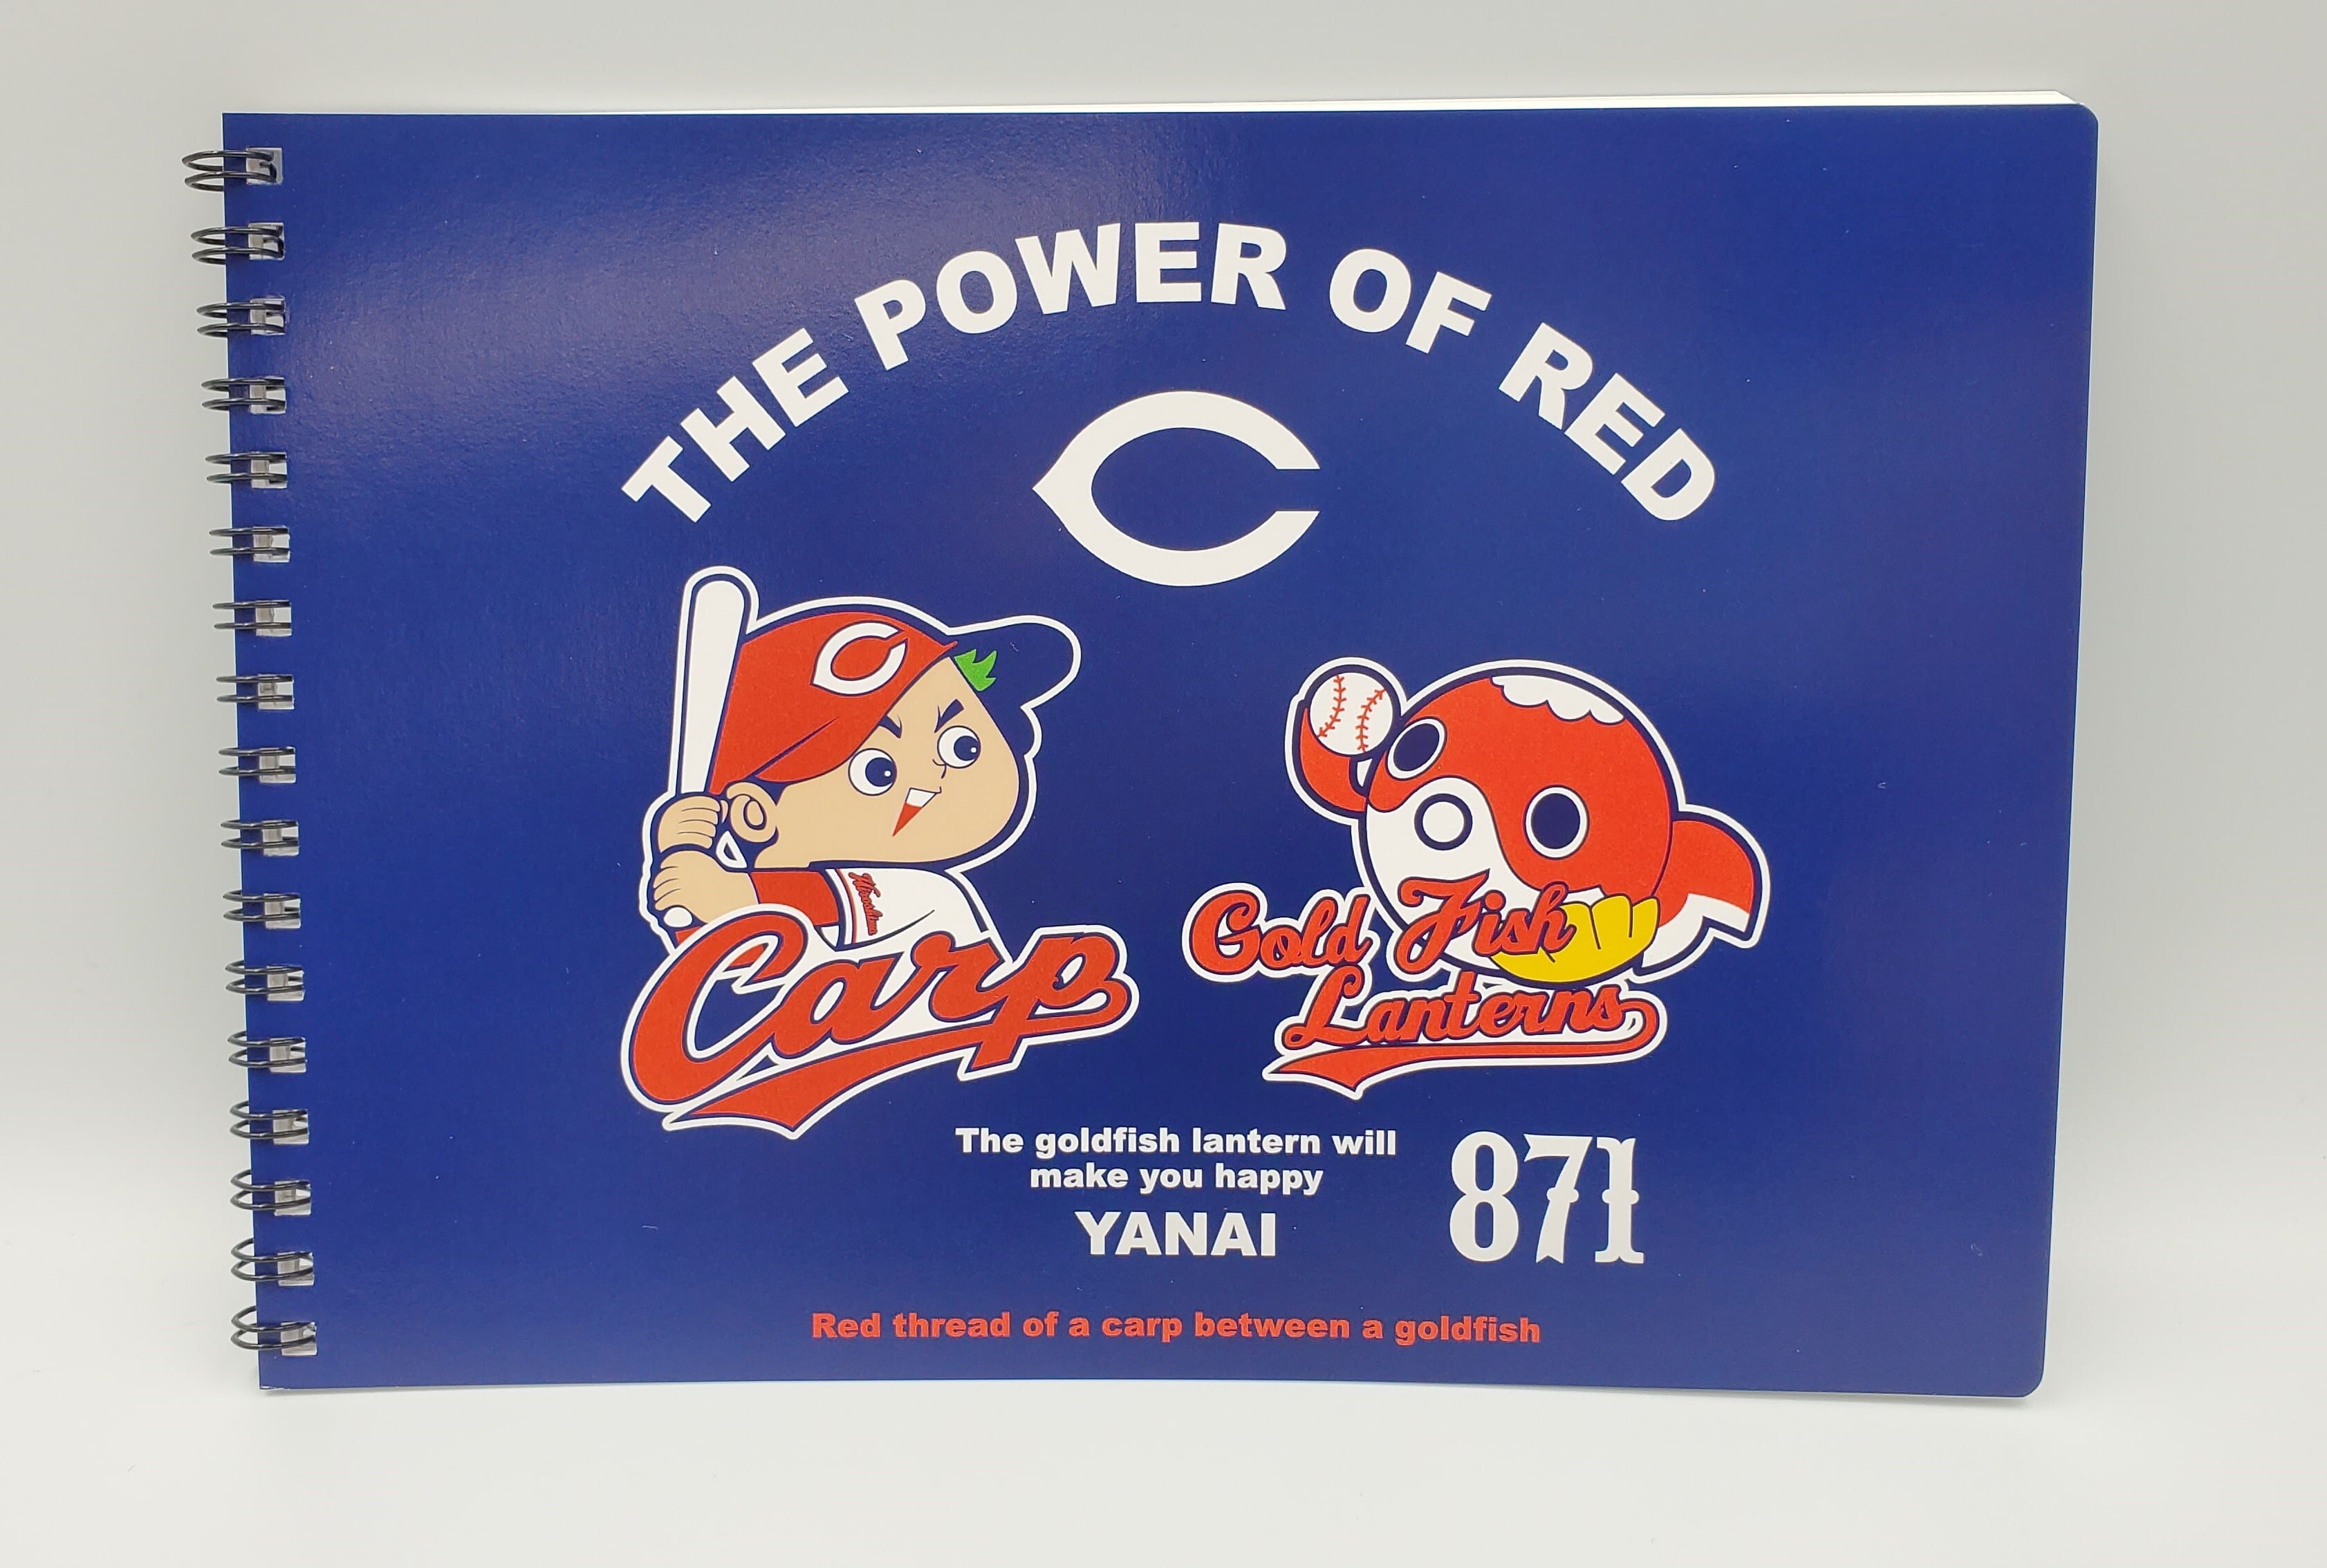 THE POWER OF RED
C
C
Hiroshima
Carp
Gold Fish
Lanterns
The goldfish lantern will
make you happy
YANAI
871
Red thread of a carp between a goldfish